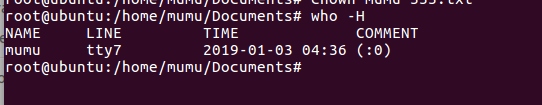 root@ubuntu:/home/mumu/Documents# chown mumu 555.txt
root@ubuntu:/home/mumu/Documents# who -H
NAME     LINE         TIME             COMMENT
mumu     tty7         2019-01-03 04:36 (:0)
root@ubuntu:/home/mumu/Documents#